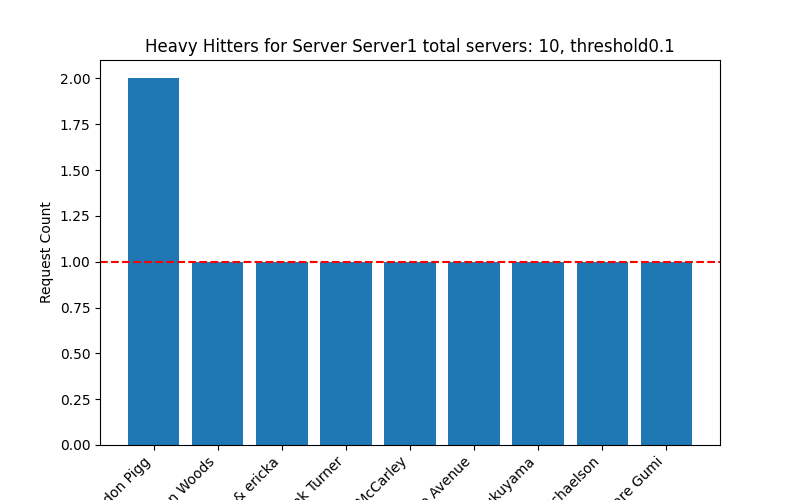 Heavy Hitters for Server Server1 total servers: 10, threshold0.1
Request Count
2.00
1.75
1.50
1.25
1.00
0.75
0.50
0.25
0.00
don Pigg
n Woods
& ericka
Turner
McCarley
Avenue
kuyama
chaelson
ore Gumi